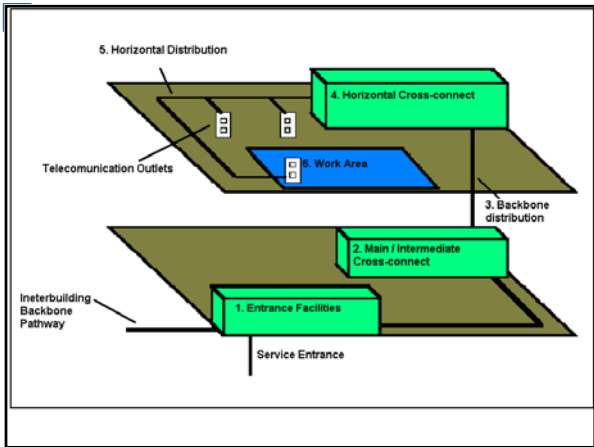 5. Horizontal Distribution
4. Horizontal Cross-connect
Telecomunication Outlets
6. Work Area
3. Backbone
distribution
2. Main / Intermediate
Cross-connect
Ineterbuilding
Backbone
Pathway
1. Entrance Facilities
Service Entrance